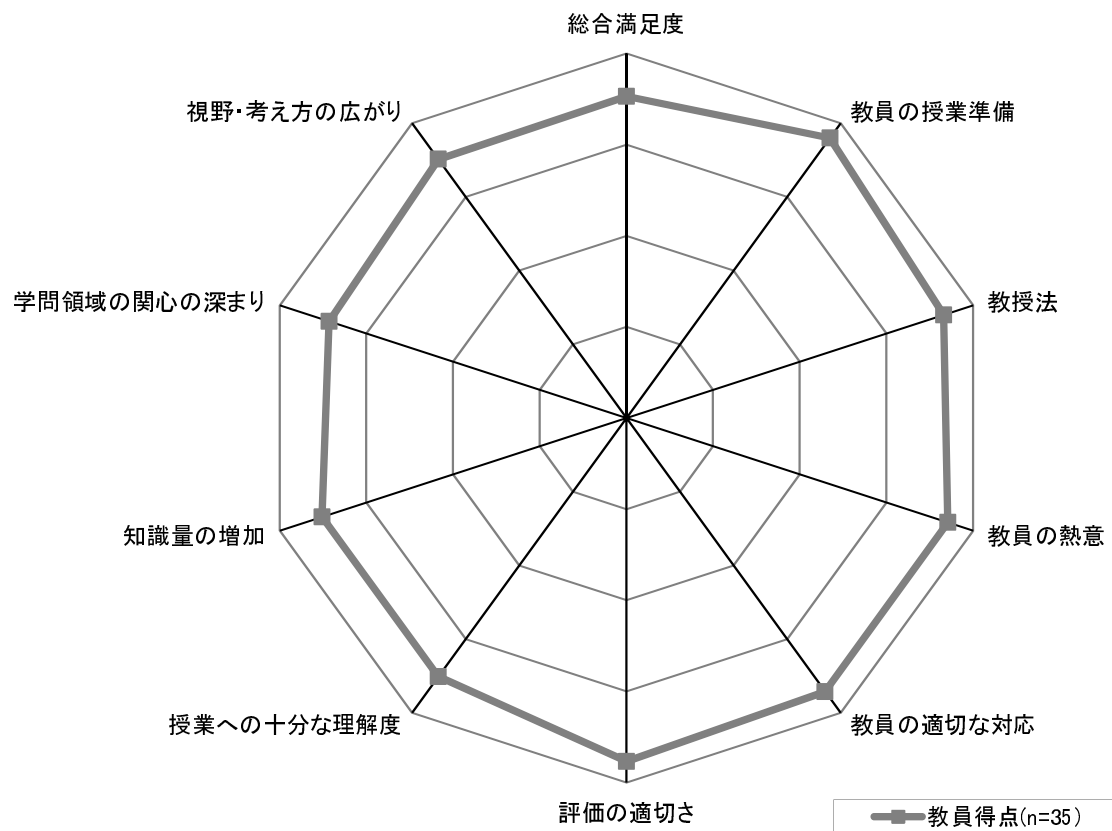 総合満足度
視野・考え方の広がり
教員の授業準備
学問領域の関心の深まり
教授法
知識量の増加
教員の熱意
授業への十分な理解度
教員の適切な対応
評価の適切さ
教員得点(n=35)